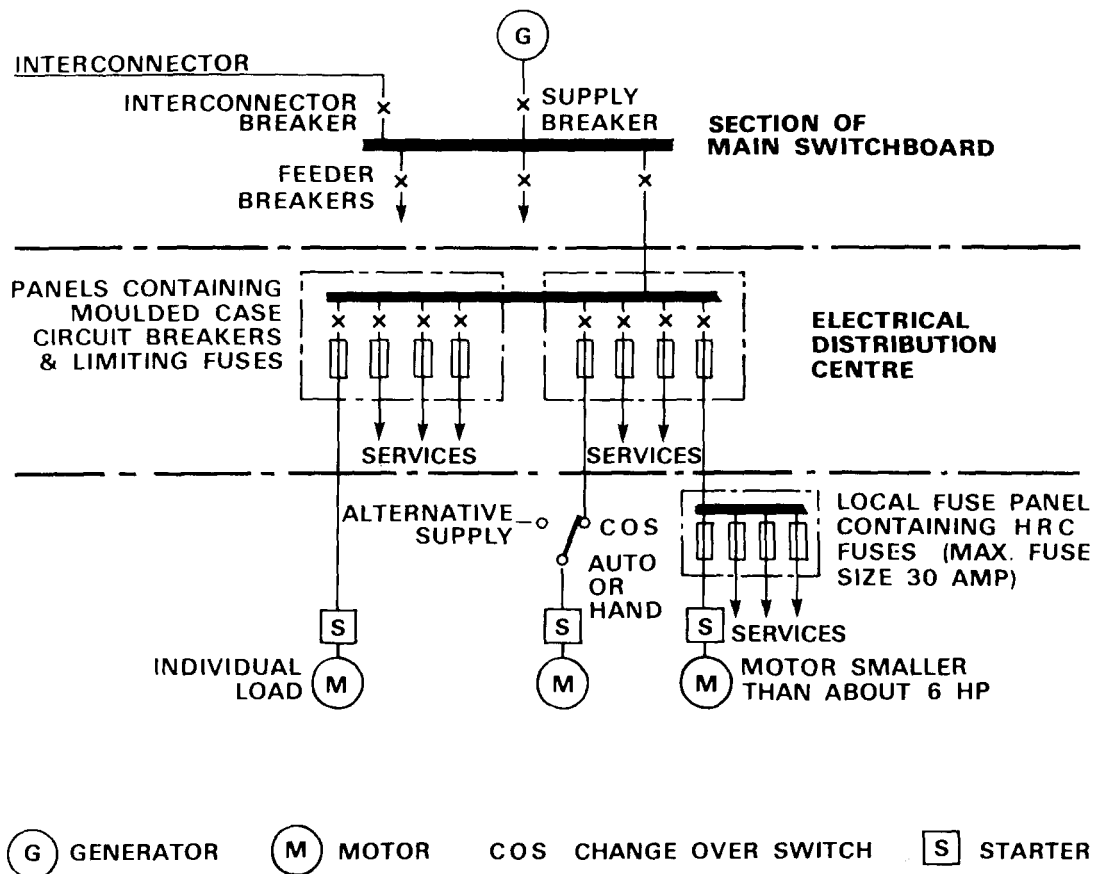 G
INTERCONNECTOR
INTERCONNECTOR
BREAKER
SUPPLY
BREAKER
SECTION OF
MAIN SWITCHBOARD
FEEDER
BREAKERS
PANELS CONTAINING
MOULDED CASE
CIRCUIT BREAKERS
& LIMITING FUSES
ELECTRICAL
DISTRIBUTION
CENTRE
SERVICES
SERVICES
ALTERNATIVE
SUPPLY
COS
AUTO
OR
HAND
LOCAL FUSE PANEL
CONTAINING HRC
FUSES (MAX. FUSE
SIZE 30 AMP)
SERVICES
S
S
S
INDIVIDUAL
LOAD
M
M
M
MOTOR SMALLER
THAN ABOUT 6 HP
G GENERATOR
M MOTOR
COS CHANGE OVER SWITCH
S STARTER